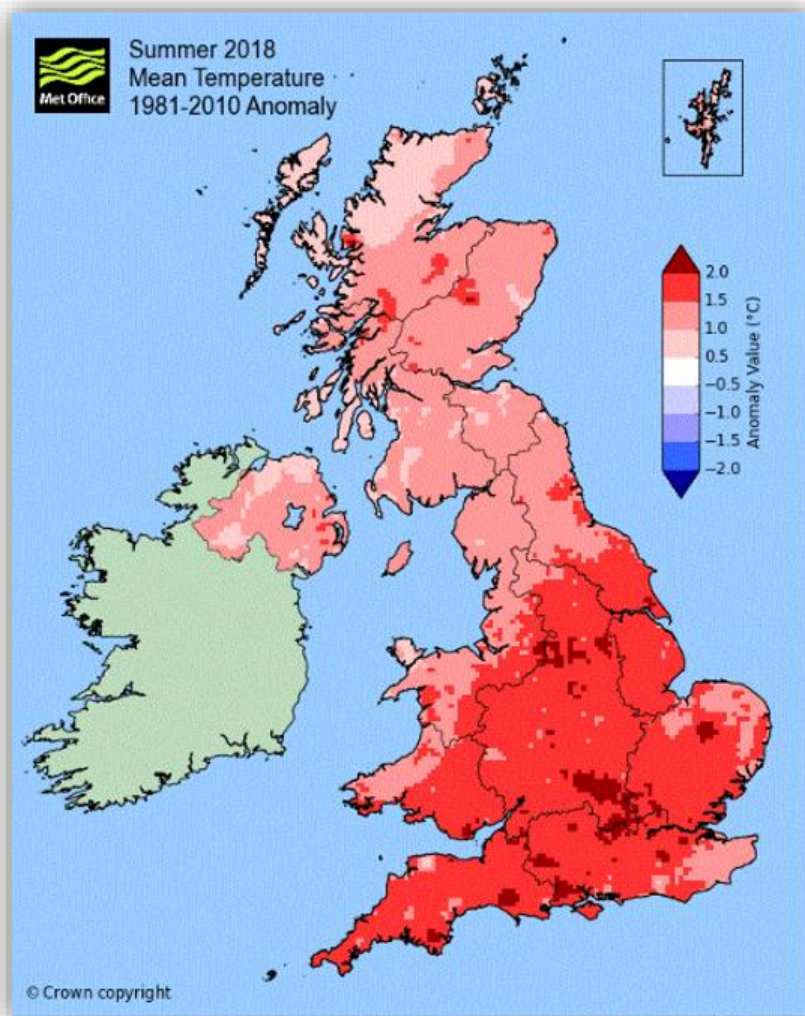 Met Office
Summer 2018
Mean Temperature
1981-2010 Anomaly
2.0
1.5
1.0
0.5
−0.5
−1.0
−1.5
−2.0
Anomaly Value (°C)
© Crown copyright